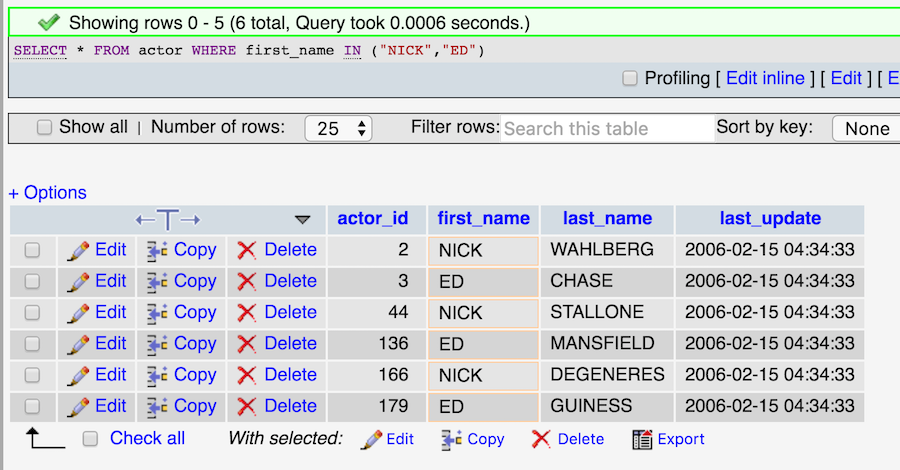 Showing rows 0 - 5 (6 total, Query took 0.0006 seconds.)
SELECT * FROM actor WHERE first_name IN ("NICK","ED")
Profiling [ Edit inline ] [ Edit ] [ E
Show all | Number of rows: 25 Filter rows: Search this table Sort by key: None
+ Options
actor_id first_name last_name last_update
Edit Copy Delete 2 NICK WAHLBERG 2006-02-15 04:34:33
Edit Copy Delete 3 ED CHASE 2006-02-15 04:34:33
Edit Copy Delete 44 NICK STALLONE 2006-02-15 04:34:33
Edit Copy Delete 136 ED MANSFIELD 2006-02-15 04:34:33
Edit Copy Delete 166 NICK DEGENERES 2006-02-15 04:34:33
Edit Copy Delete 179 ED GUINESS 2006-02-15 04:34:33
Check all With selected: Edit Copy Delete Export